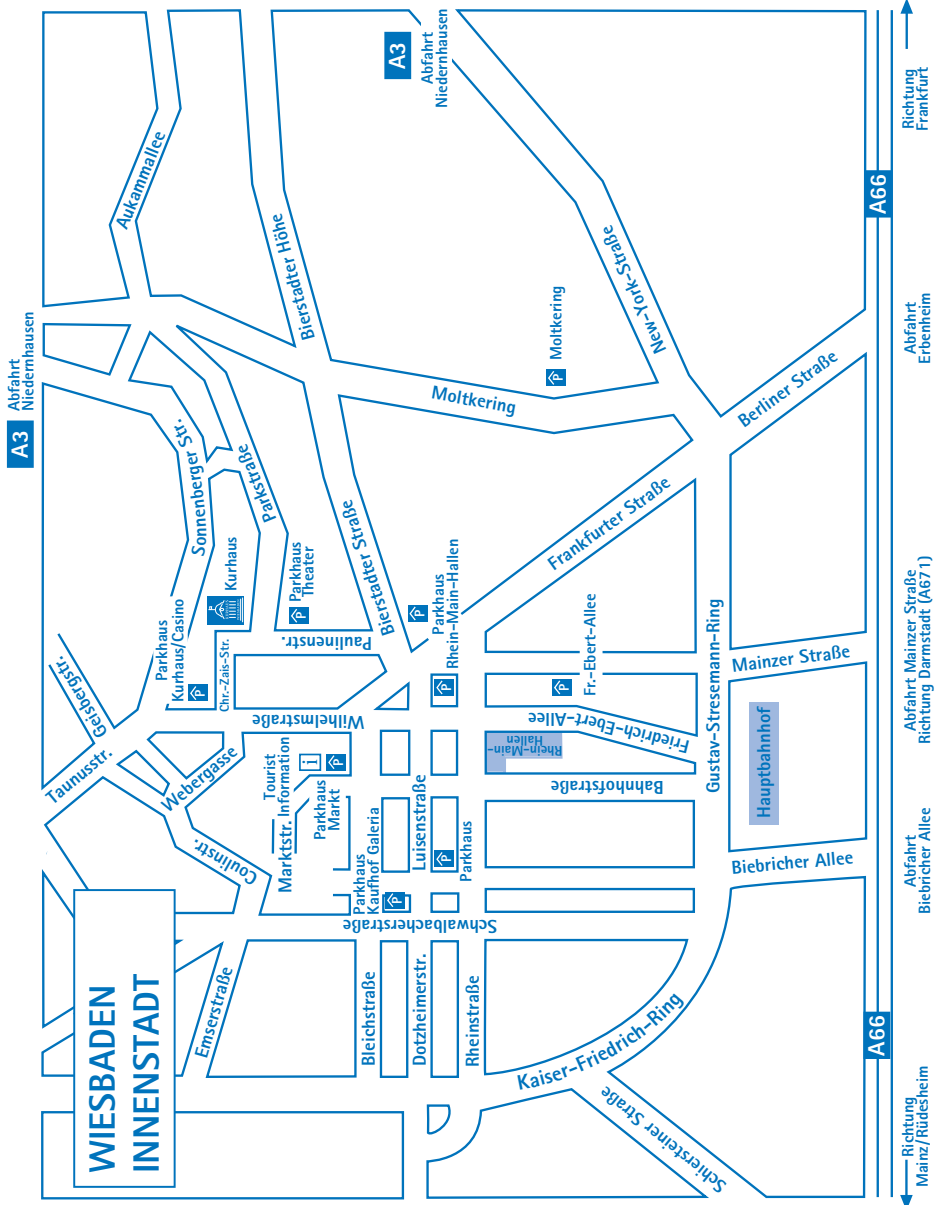 WIESBADEN
INNENSTADT
A3
Abfahrt
Niedernhausen
A3
Abfahrt
Niedernhausen
Aukammallee
Bierstadter Höhe
New-York-Straße
Moltkering
P
Moltkering
Berliner Straße
Sonnenberger Str.
Parkstraße
Bierstadter Straße
Frankfurter Straße
Geisbergstr.
Taunusstr.
Parkhaus
Kurhaus/Casino
P
Kurhaus
Parkhaus
Theater
P
Chr.-Zais-Str.
Paulinenstr.
Wilhelmstraße
Webergasse
Coulinstr.
Tourist
Information
i
Marktstr.
Parkhaus
Markt
P
P
Parkhaus
Rhein-Main-Hallen
P
P
Fr.-Ebert-Allee
Friedrich-Ebert-Allee
Rhein-Main-
Hallen
Bahnhofstraße
Luisenstraße
Parkhaus
Kaufhof Galeria
P
P
Parkhaus
Schwalbacherstraße
Emserstraße
Bleichstraße
Dotzheimerstr.
Rheinstraße
Kaiser-Friedrich-Ring
Schiersteiner Straße
Gustav-Stresemann-Ring
Mainzer Straße
Hauptbahnhof
Biebricher Allee
A66
A66
Richtung
Mainz/Rüdesheim
Abfahrt
Biebricher Allee
Abfahrt Mainzer Straße
Richtung Darmstadt (A671)
Abfahrt
Erbenheim
Richtung
Frankfurt